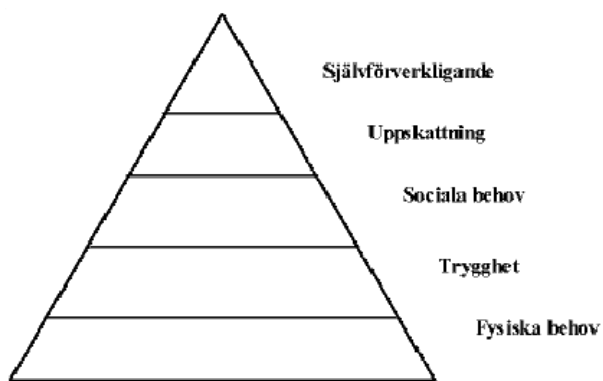 Självförverkligande
Uppskattning
Sociala behov
Trygghet
Fysiska behov